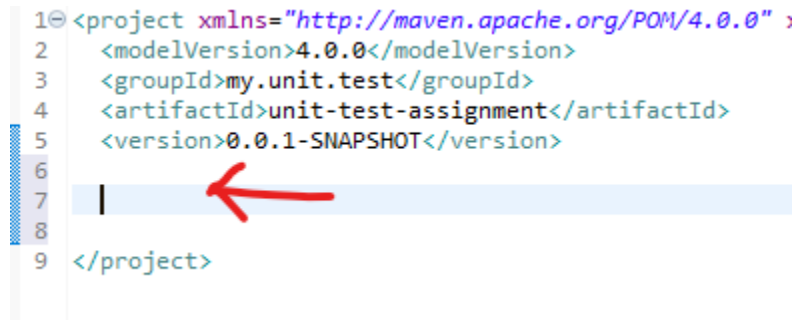 1 <project xmlns="http://maven.apache.org/POM/4.0.0"
2 <modelVersion>4.0.0</modelVersion>
3 <groupId>my.unit.test</groupId>
4 <artifactId>unit-test-assignment</artifactId>
5 <version>0.0.1-SNAPSHOT</version>
6
7
8
9 </project>